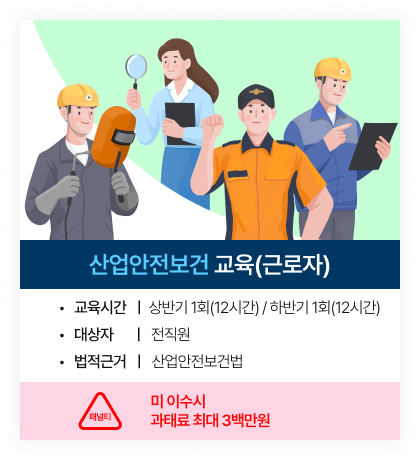 산업안전보건 교육(근로자)
• 교육시간 | 상반기 1회(12시간) / 하반기 1회(12시간)
• 대상자 | 전직원
• 법적근거 | 산업안전보건법
패널티
미 이수시
과태료 최대 3백만원